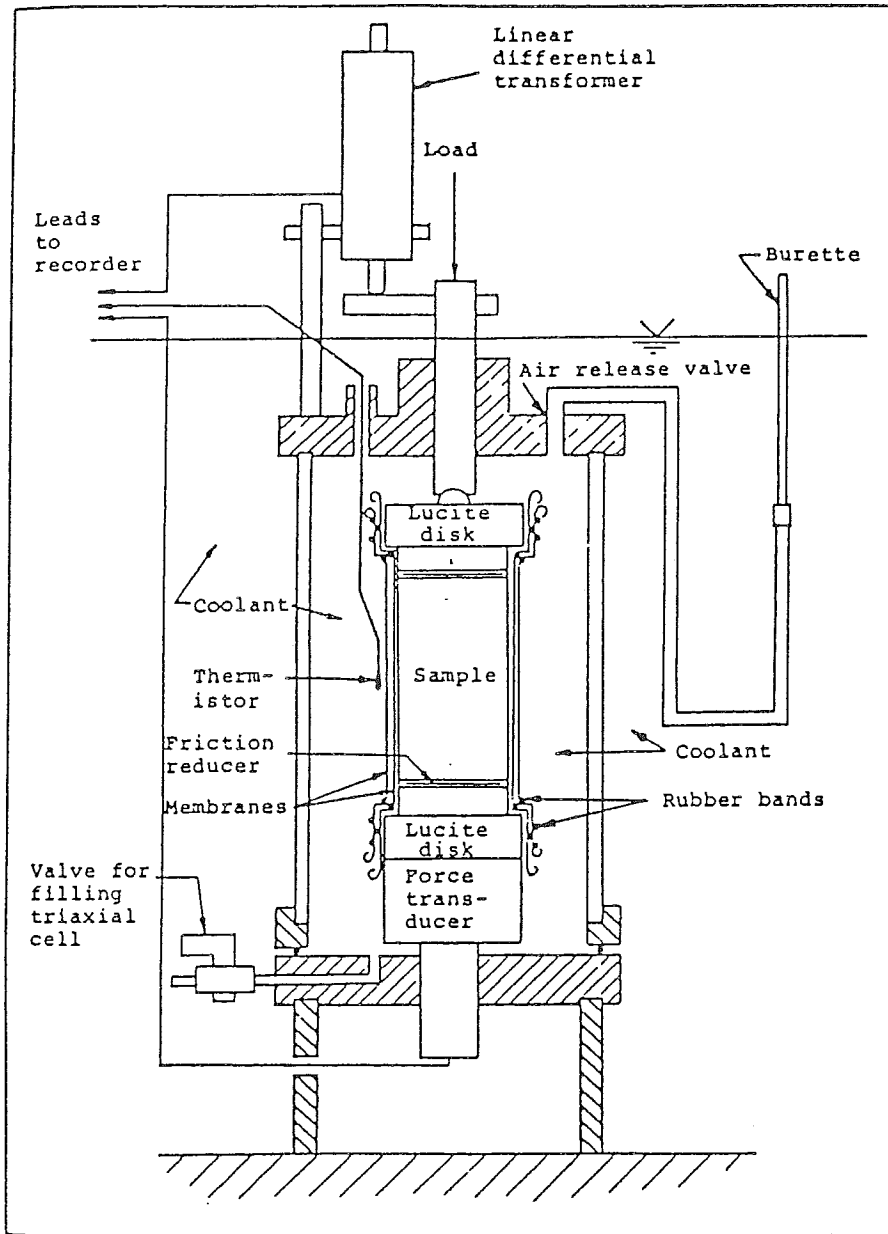 Linear
differential
transformer
Load
Leads
to
recorder
Burette
Air release valve
Lucite
disk
Coolant
Therm-
istor
Sample
Friction
reducer
Coolant
Membranes
Rubber bands
Lucite
disk
Valve for
filling
triaxial
cell
Force
trans-
ducer